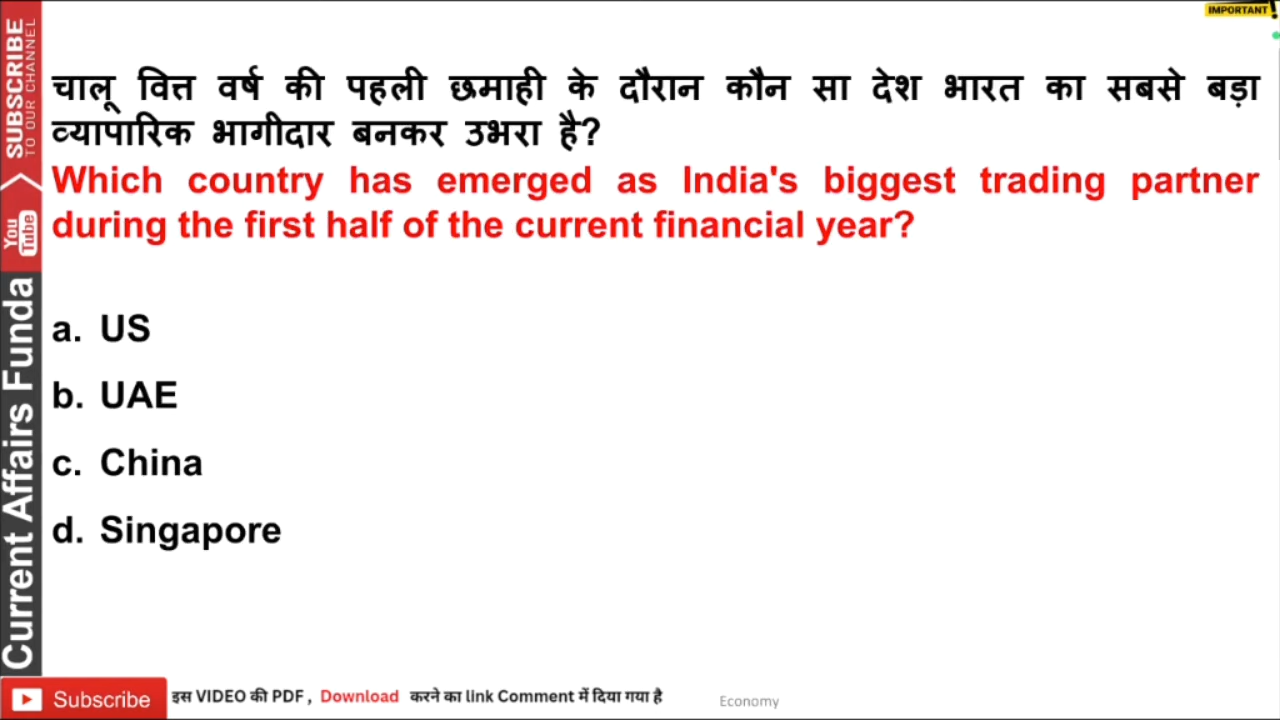 IMPORTANT!
SUBSCRIBE
TO OUR CHANNEL
You
Tube
Current Affairs Funda
चालू वित्त वर्ष की पहली छमाही के दौरान कौन सा देश भारत का सबसे बड़ा
व्यापारिक भागीदार बनकर उभरा है?
Which country has emerged as India's biggest trading partner
during the first half of the current financial year?
a. US
b. UAE
c. China
d. Singapore
Subscribe इस VIDEO की PDF , Download करने का link Comment में दिया गया है
Economy